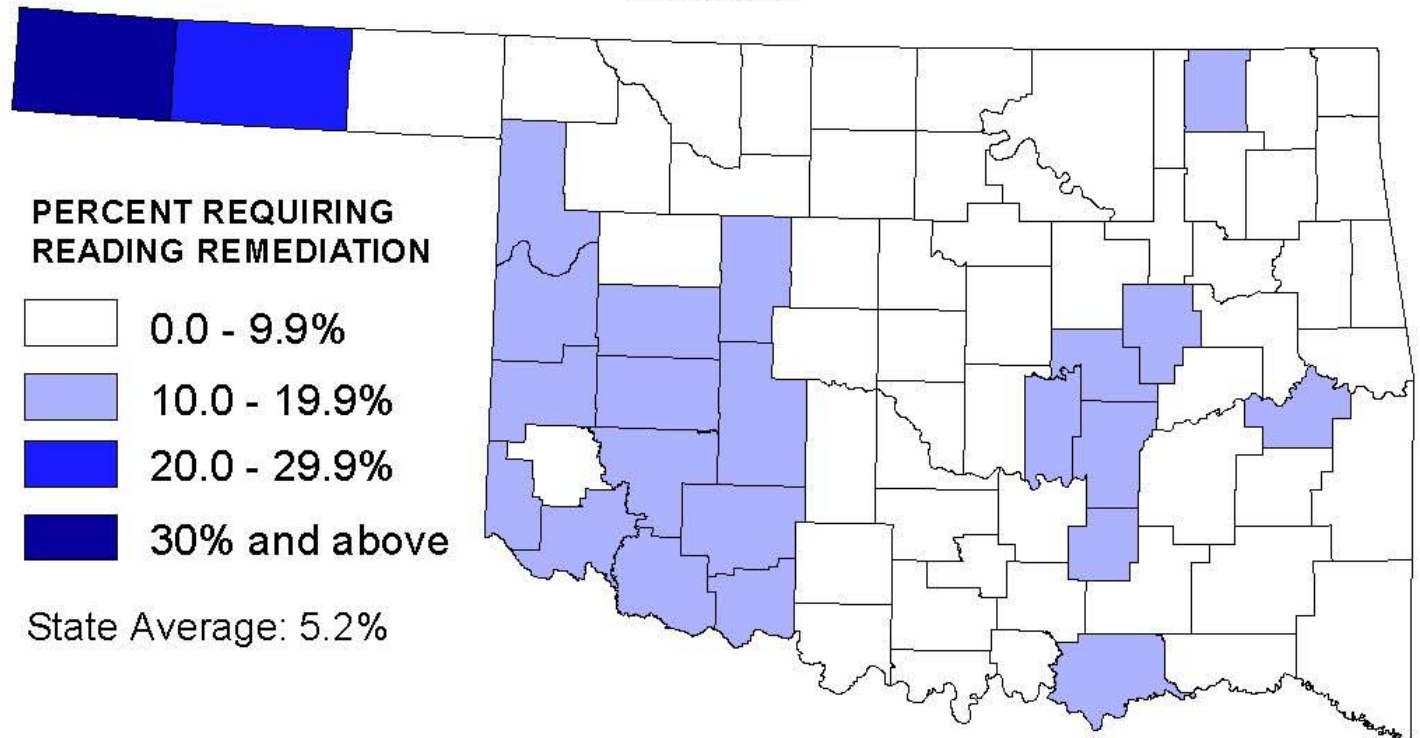 PERCENT REQUIRING
READING REMEDIATION
0.0 - 9.9%
10.0 - 19.9%
20.0 - 29.9%
30% and above
State Average: 5.2%